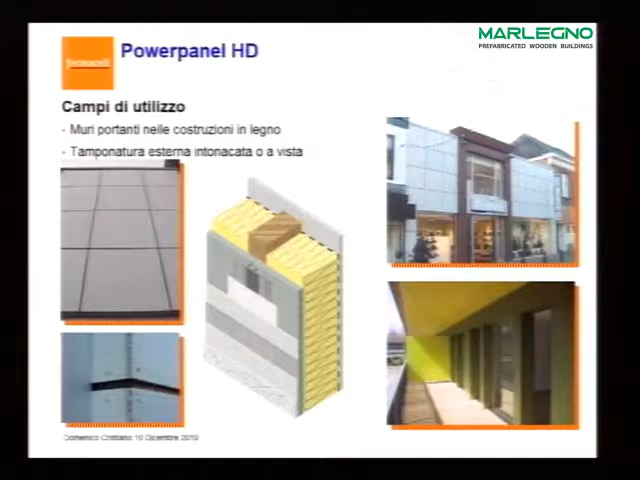 MARLEGNO
PREFABRICATED WOODEN BUILDINGS
fermacell
Powerpanel HD
Campi di utilizzo
- Muri portanti nelle costruzioni in legno
- Tamponatura esterna intonacata o a vista
Domenico Cristiano 10 Dicembre 2010